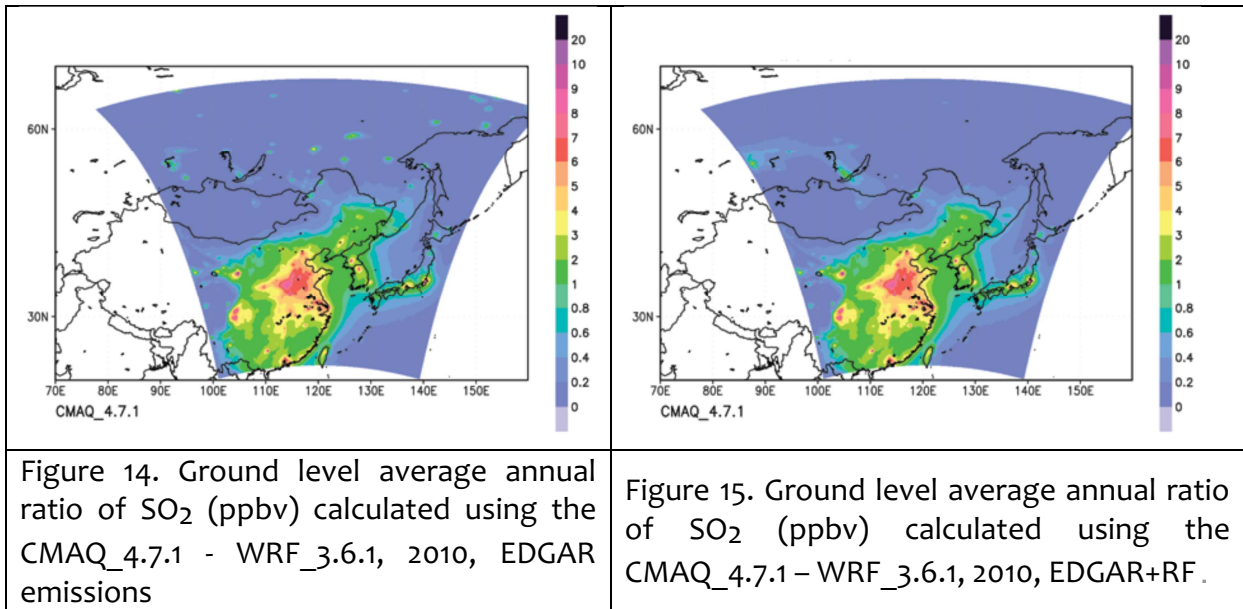 20
10
9
8
7
6
5
4
3
2
1
0.8
0.6
0.4
0.2
0
60N
30N
70E 80E 90E 100E 110E 120E 130E 140E 150E
CMAQ_4.7.1
20
10
9
8
7
6
5
4
3
2
1
0.8
0.6
0.4
0.2
0
60N
30N
70E 80E 90E 100E 110E 120E 130E 140E 150E
CMAQ_4.7.1
Figure 14. Ground level average annual
ratio of SO₂ (ppbv) calculated using the
CMAQ_4.7.1 - WRF_3.6.1, 2010, EDGAR
emissions
Figure 15. Ground level average annual ratio
of SO₂ (ppbv) calculated using the
CMAQ_4.7.1 – WRF_3.6.1, 2010, EDGAR+RF.